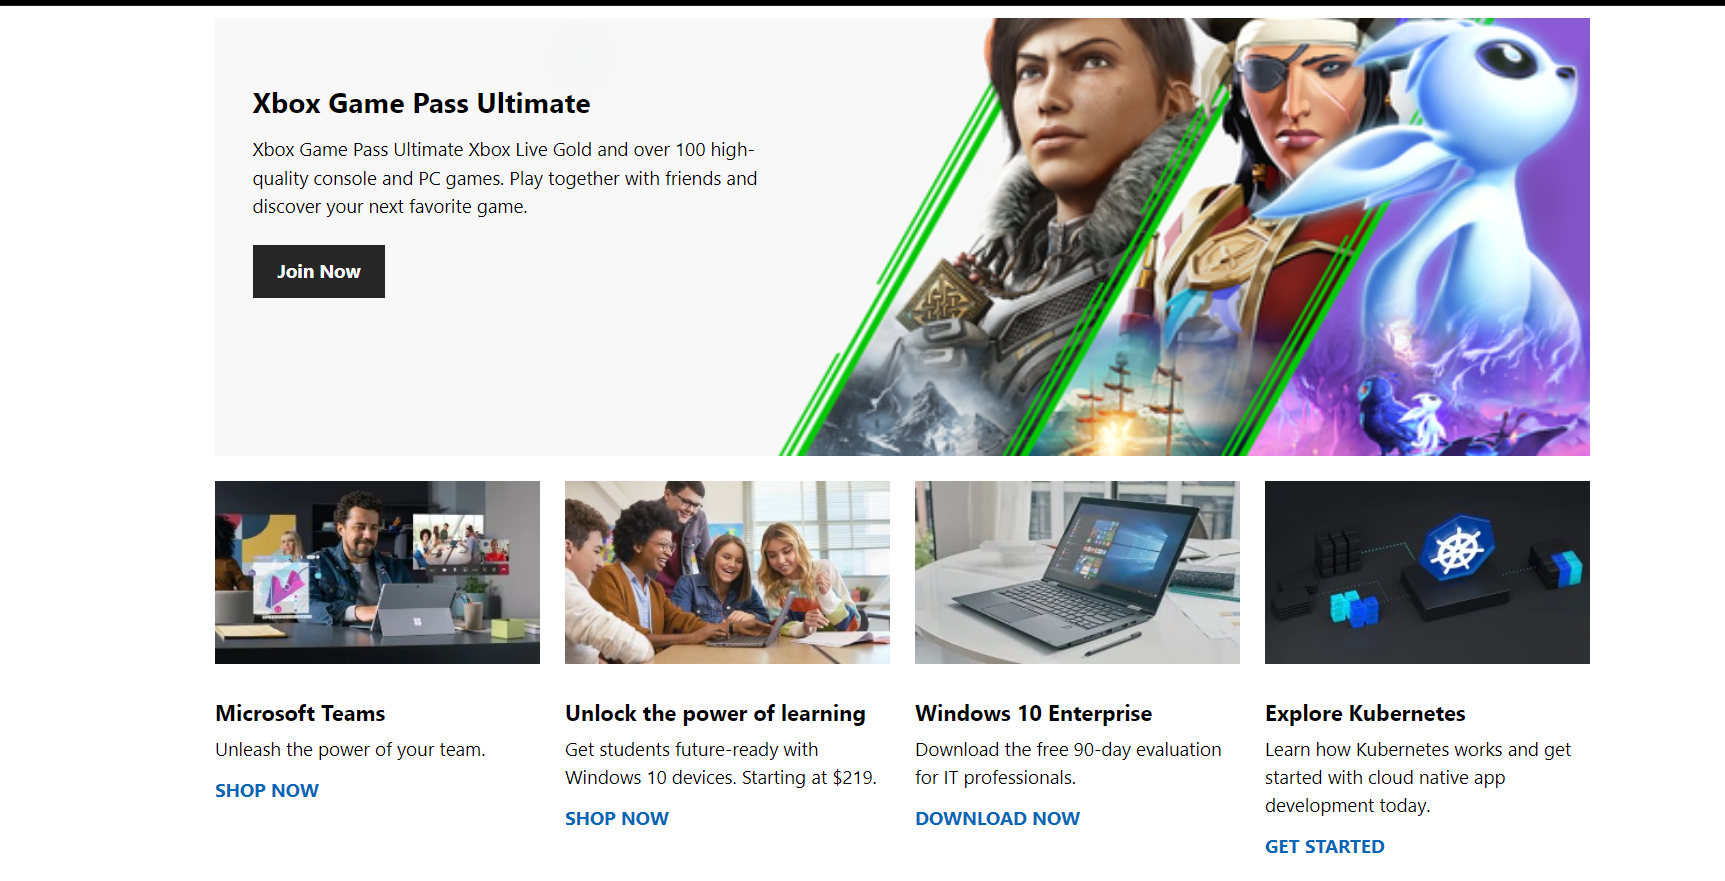 Xbox Game Pass Ultimate
Xbox Game Pass Ultimate Xbox Live Gold and over 100 high-
quality console and PC games. Play together with friends and
discover your next favorite game.
Join Now
Microsoft Teams
Unleash the power of your team.
SHOP NOW
Unlock the power of learning
Get students future-ready with
Windows 10 devices. Starting at $219.
SHOP NOW
Windows 10 Enterprise
Download the free 90-day evaluation
for IT professionals.
DOWNLOAD NOW
Explore Kubernetes
Learn how Kubernetes works and get
started with cloud native app
development today.
GET STARTED